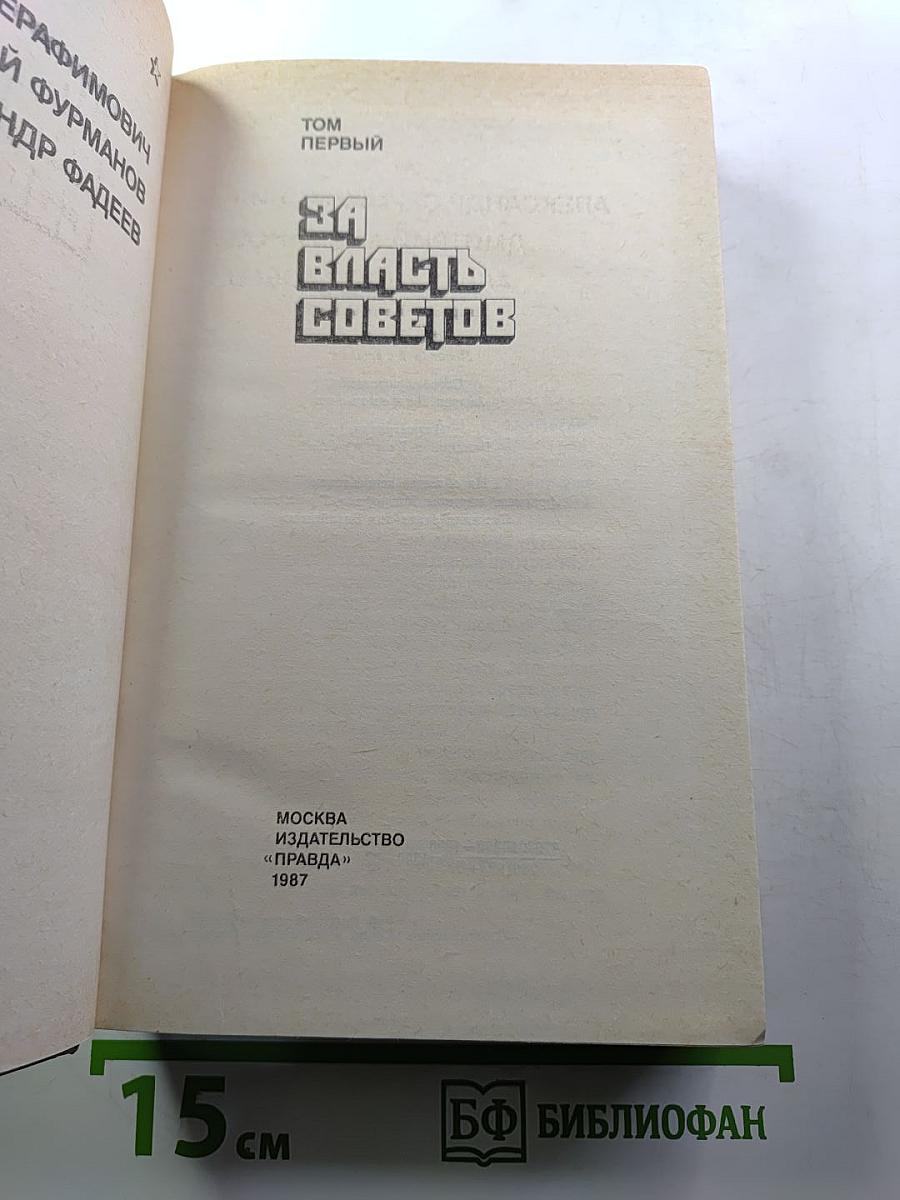 ЕРАФИМОВИЧ
Й ФУРМАНОВ
НДР ФАДЕЕВ
ТОМ
ПЕРВЫЙ
ЗА
ВЛАСТЬ
СОВЕТОВ
МОСКВА
ИЗДАТЕЛЬСТВО
«ПРАВДА»
1987
15 см
БФ БИБЛИОФАН